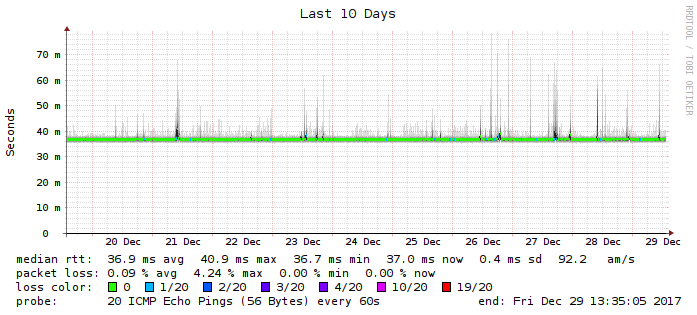 Last 10 Days
RRDTOOL / TOBI OETIKER
Seconds
70 m
60 m
50 m
40 m
30 m
20 m
10 m
0
20 Dec 21 Dec 22 Dec 23 Dec 24 Dec 25 Dec 26 Dec 27 Dec 28 Dec 29 Dec
median rtt: 36.9 ms avg 40.9 ms max 36.7 ms min 37.0 ms now 0.4 ms sd 92.2 am/s
packet loss: 0.09 % avg 4.24 % max 0.00 % min 0.00 % now
loss color: 0 1/20 2/20 3/20 4/20 10/20 19/20
probe: 20 ICMP Echo Pings (56 Bytes) every 60s end: Fri Dec 29 13:35:05 2017